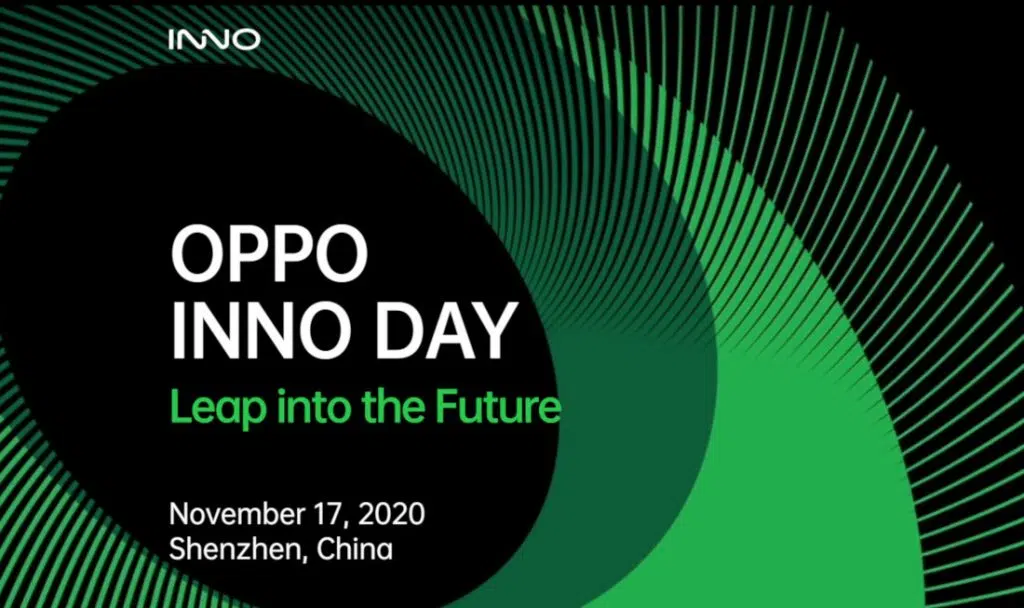 INNO
OPPO
INNO DAY
Leap into the Future
November 17, 2020
Shenzhen, China